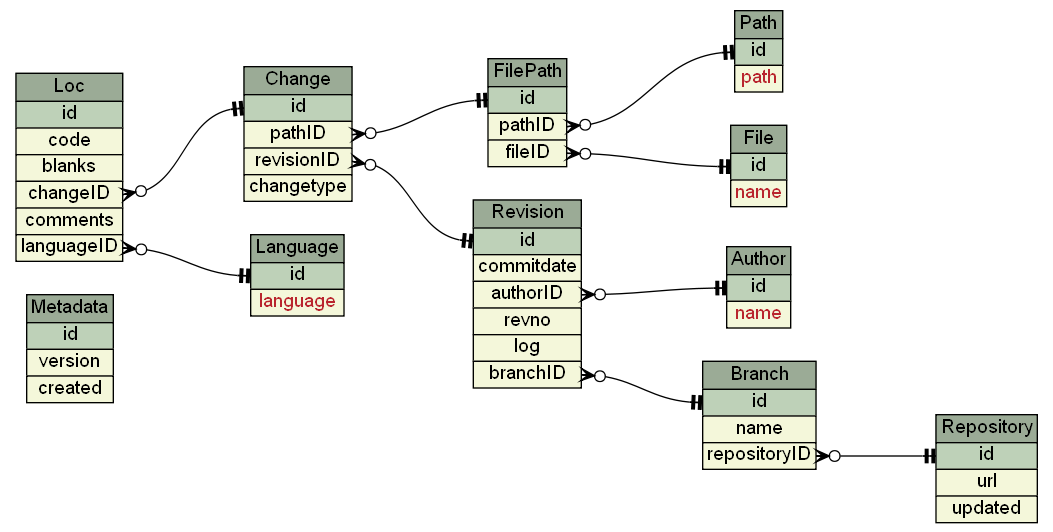 Loc
id
code
blanks
changeID
comments
languageID
Metadata
id
version
created
Change
id
pathID
revisionID
changetype
Language
id
language
FilePath
id
pathID
fileID
Revision
id
commitdate
authorID
revno
log
branchID
Path
id
path
File
id
name
Author
id
name
Branch
id
name
repositoryID
Repository
id
url
updated